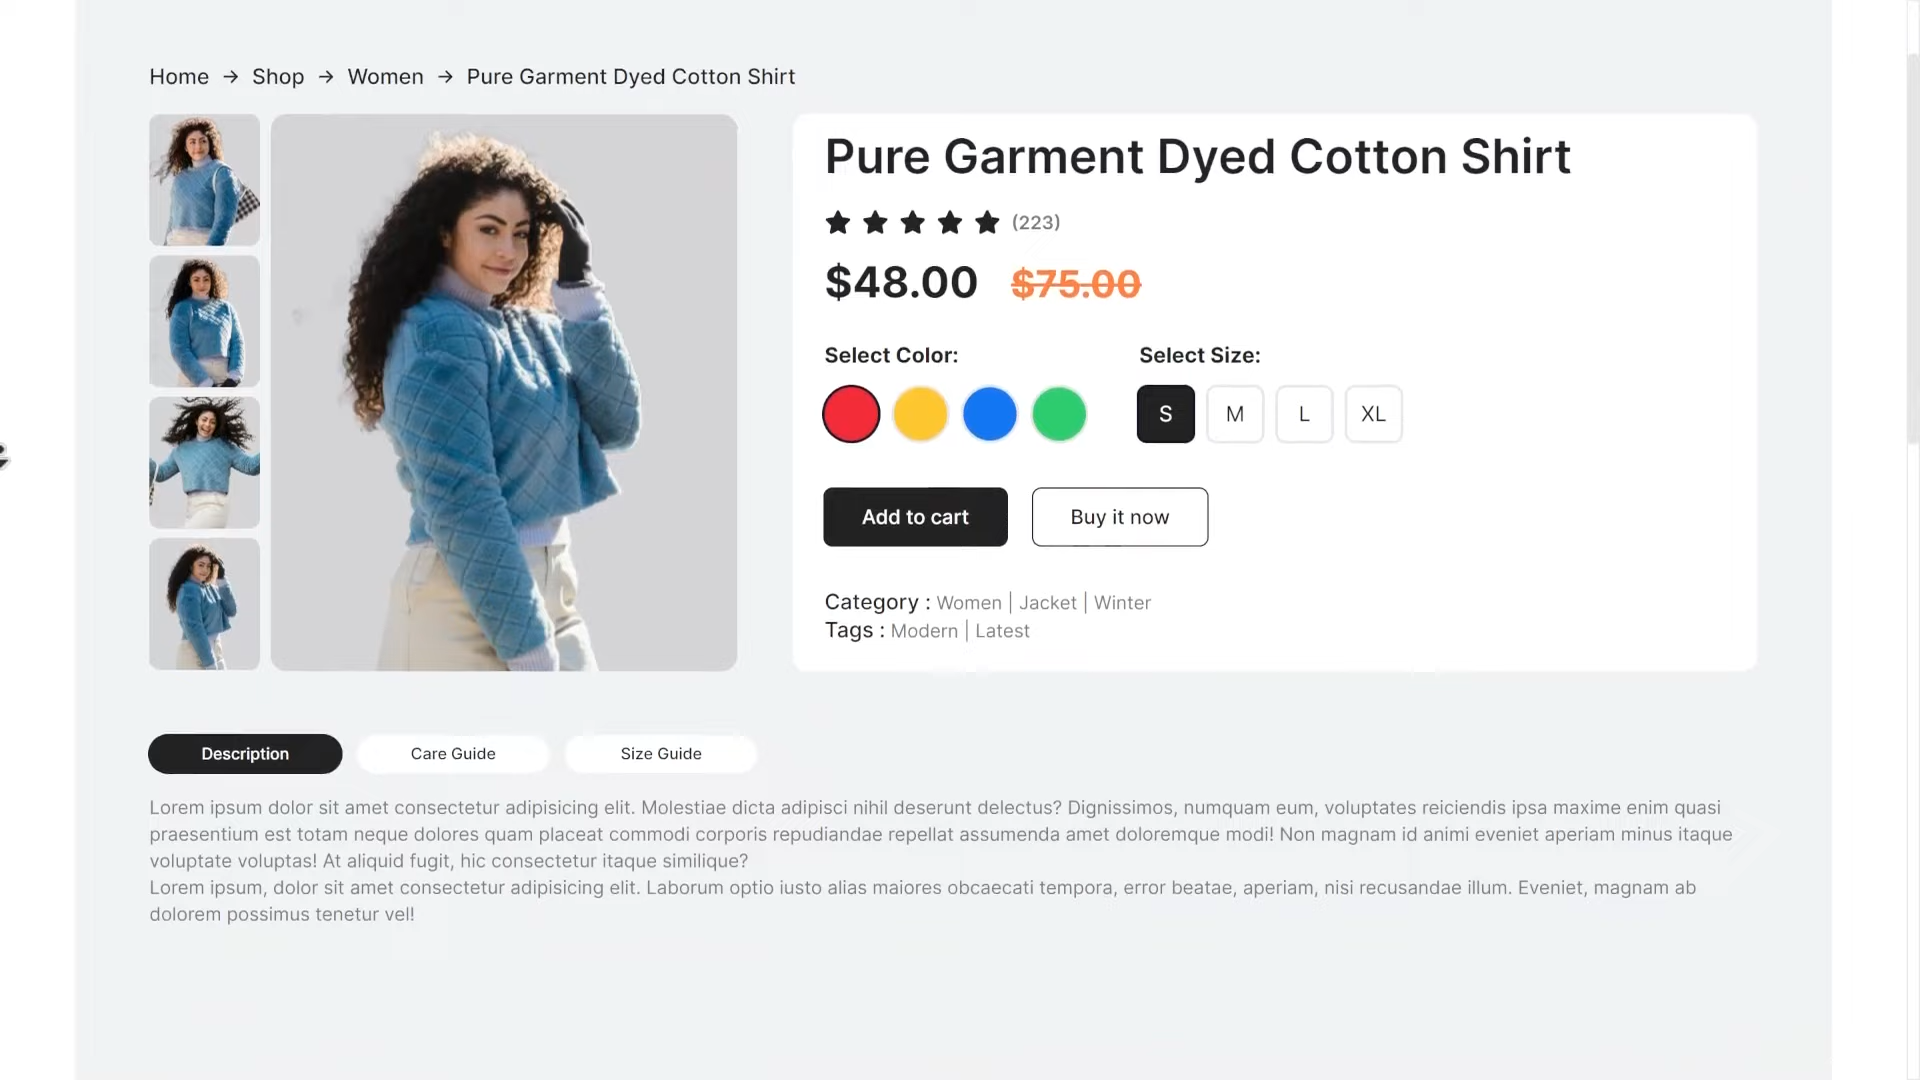 Home → Shop → Women → Pure Garment Dyed Cotton Shirt
Pure Garment Dyed Cotton Shirt
(223)
$48.00 $75.00
Select Color:
Select Size:
S M L XL
Add to cart
Buy it now
Category : Women | Jacket | Winter
Tags : Modern | Latest
Description
Care Guide
Size Guide
Lorem ipsum dolor sit amet consectetur adipisicing elit. Molestiae dicta adipisci nihil deserunt delectus? Dignissimos, numquam eum, voluptates reiciendis ipsa maxime enim quasi
praesentium est totam neque dolores quam placeat commodi corporis repudiandae repellat assumenda amet doloremque modi! Non magnam id animi eveniet aperiam minus itaque
voluptate voluptas! At aliquid fugit, hic consectetur itaque similique?
Lorem ipsum, dolor sit amet consectetur adipisicing elit. Laborum optio iusto alias maiores obcaecati tempora, error beatae, aperiam, nisi recusandae illum. Eveniet, magnam ab
dolorem possimus tenetur vel!